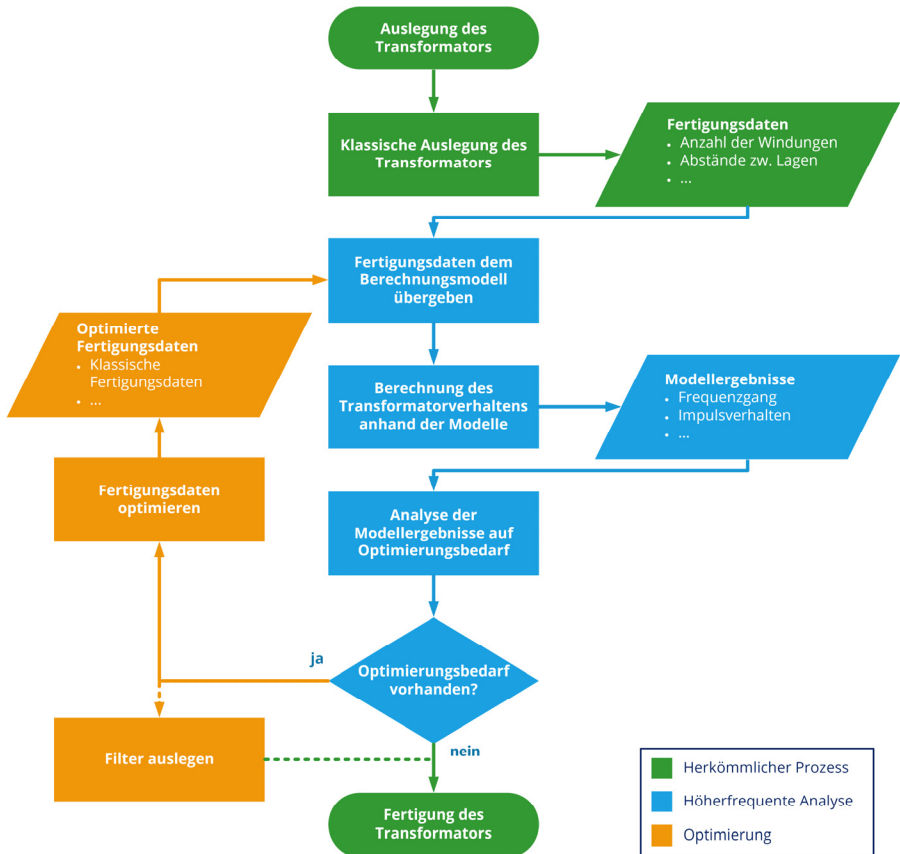 Auslegung des
Transformators
Klassische Auslegung des
Transformators
Fertigungsdaten
• Anzahl der Windungen
• Abstände zw. Lagen
• ...
Fertigungsdaten dem
Berechnungsmodell
übergeben
Optimierte
Fertigungsdaten
• Klassische
Fertigungsdaten
• ...
Berechnung des
Transformatorverhaltens
anhand der Modelle
Modellergebnisse
• Frequenzgang
• Impulsverhalten
• ...
Fertigungsdaten
optimieren
Analyse der
Modellergebnisse auf
Optimierungsbedarf
ja
Optimierungsbedarf
vorhanden?
nein
Filter auslegen
Fertigung des
Transformators
Herkömmlicher Prozess
Höherfrequente Analyse
Optimierung